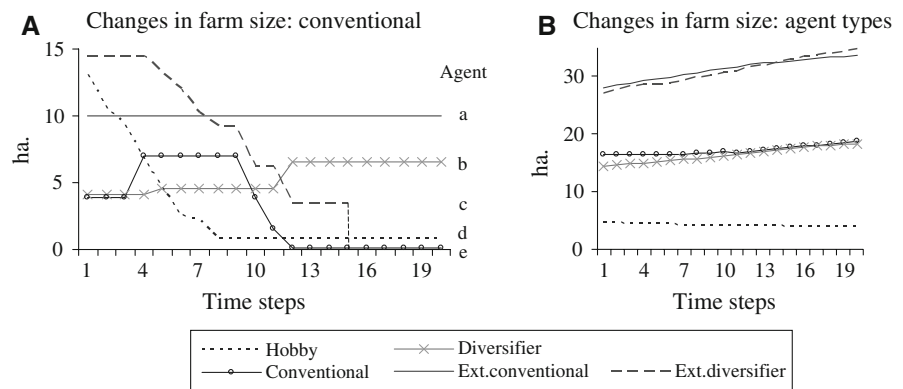 A Changes in farm size: conventional
15
10
5
0
ha.
Agent
a
b
c
d
e
1 4 7 10 13 16 19
Time steps
B Changes in farm size: agent types
30
20
10
0
ha.
1 4 7 10 13 16 19
Time steps
Hobby Diversifier
Conventional Ext.conventional Ext.diversifier